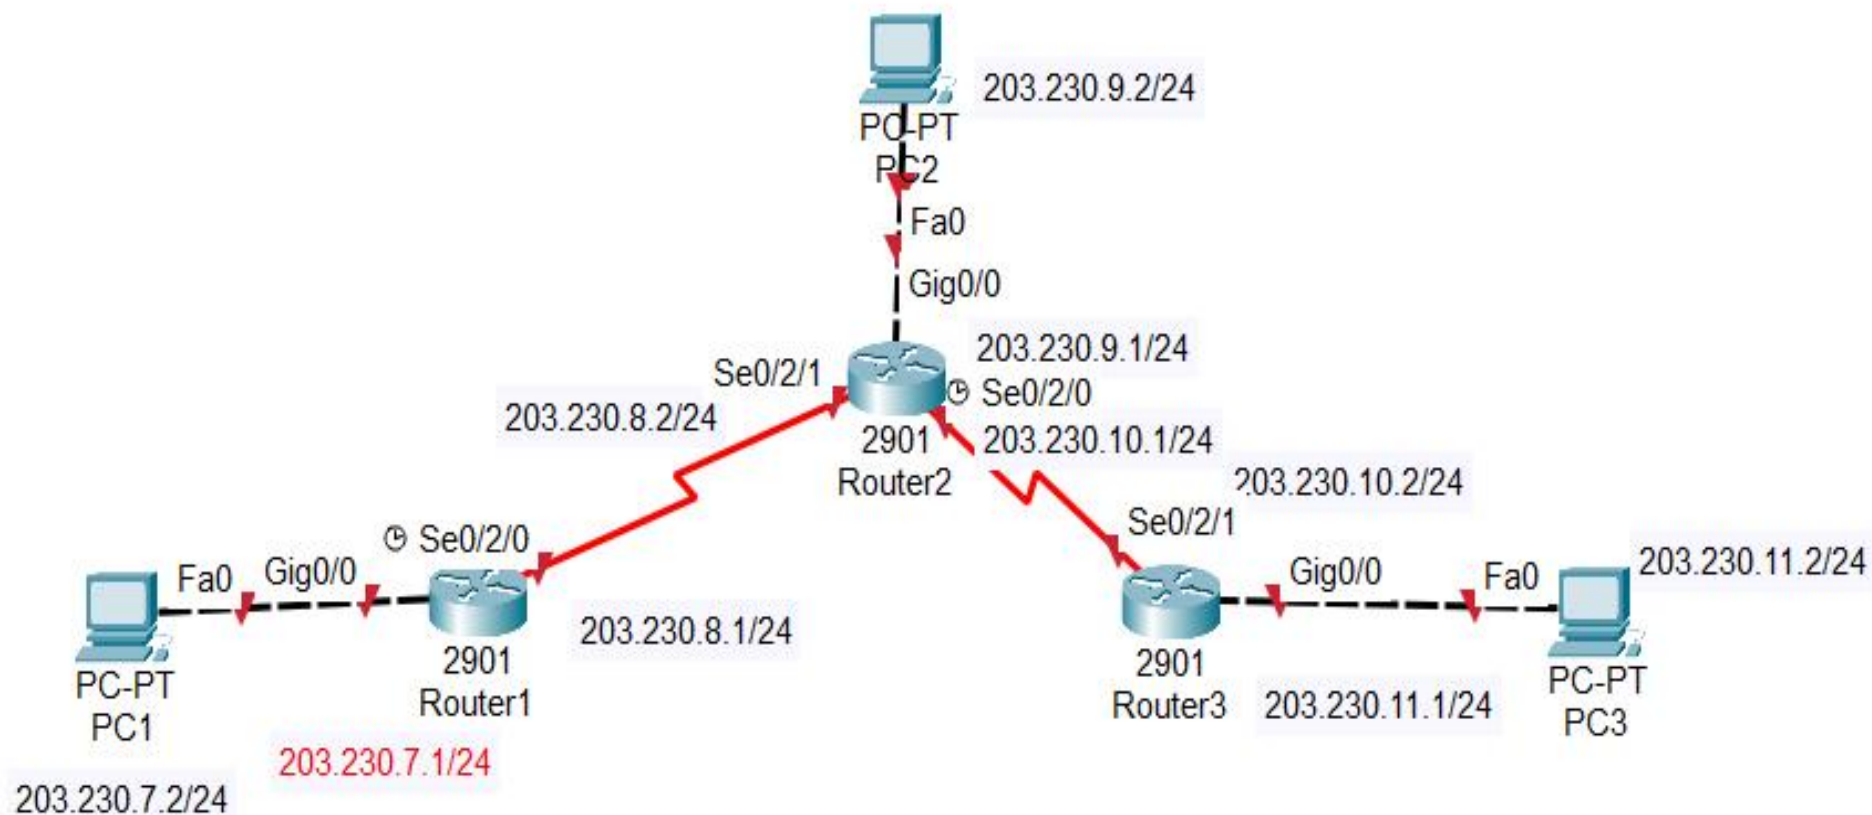 203.230.9.2/24
PC-PT
PC2
Fa0
Gig0/0
203.230.9.1/24
Se0/2/1
Se0/2/0
203.230.8.2/24
203.230.10.1/24
2901
Router2
203.230.10.2/24
Se0/2/1
Se0/2/0
Fa0
Gig0/0
Gig0/0
Fa0
203.230.11.2/24
203.230.8.1/24
PC-PT
PC1
2901
Router1
2901
Router3
203.230.11.1/24
PC-PT
PC3
203.230.7.1/24
203.230.7.2/24